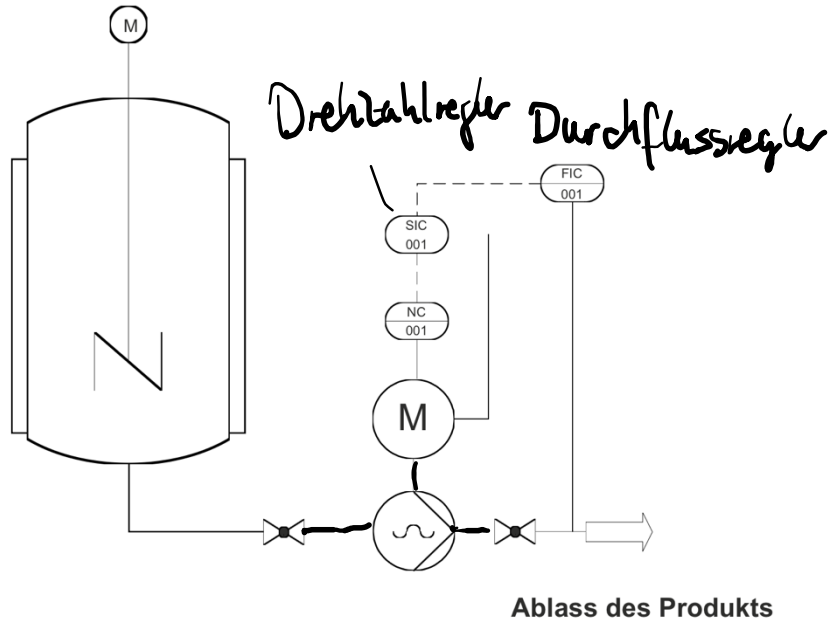 M
Drehzahlregler Durchflussregler
FIC
001
SIC
001
NC
001
M
Ablass des Produkts